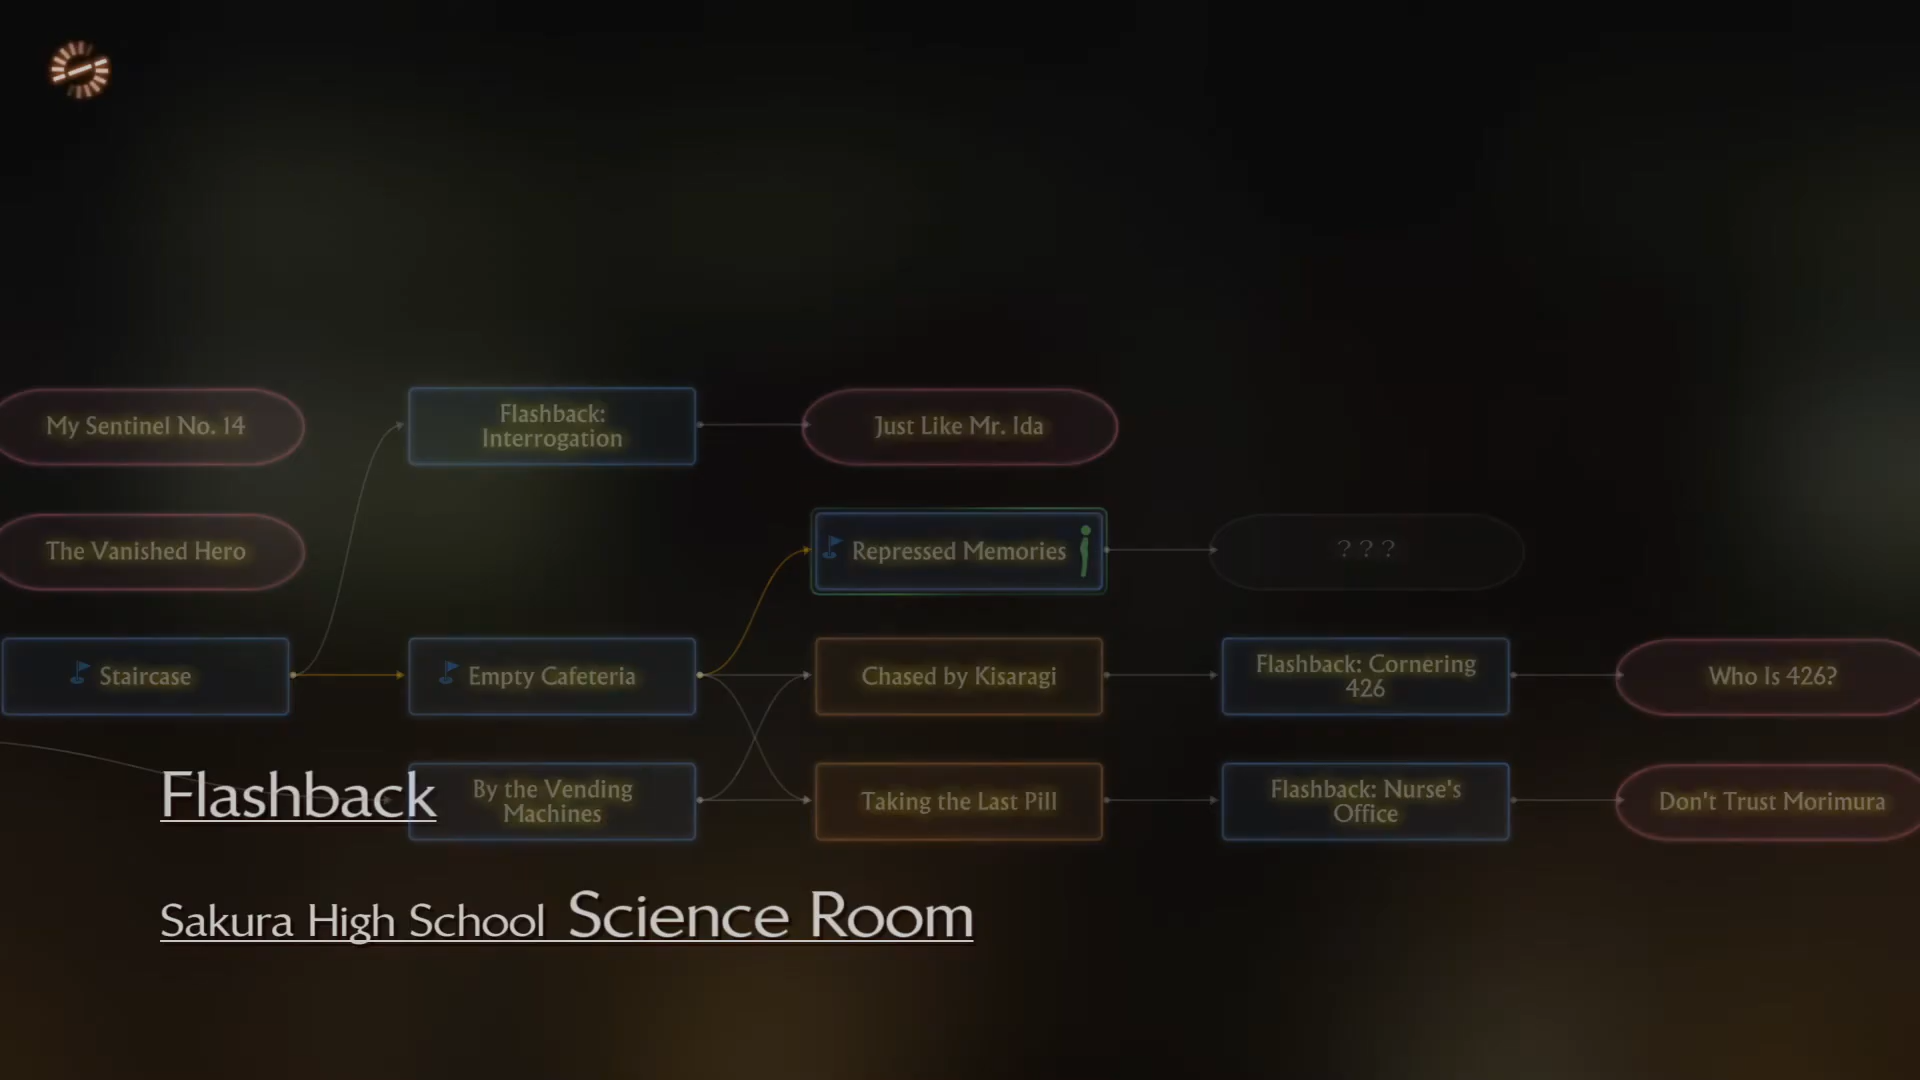 My Sentinel No. 14
Flashback:
Interrogation
Just Like Mr. Ida
The Vanished Hero
Repressed Memories
? ? ?
Staircase
Empty Cafeteria
Chased by Kisaragi
Flashback: Cornering
426
Who Is 426?
By the Vending
Machines
Taking the Last Pill
Flashback: Nurse's
Office
Don't Trust Morimura
Flashback
Sakura High School Science Room